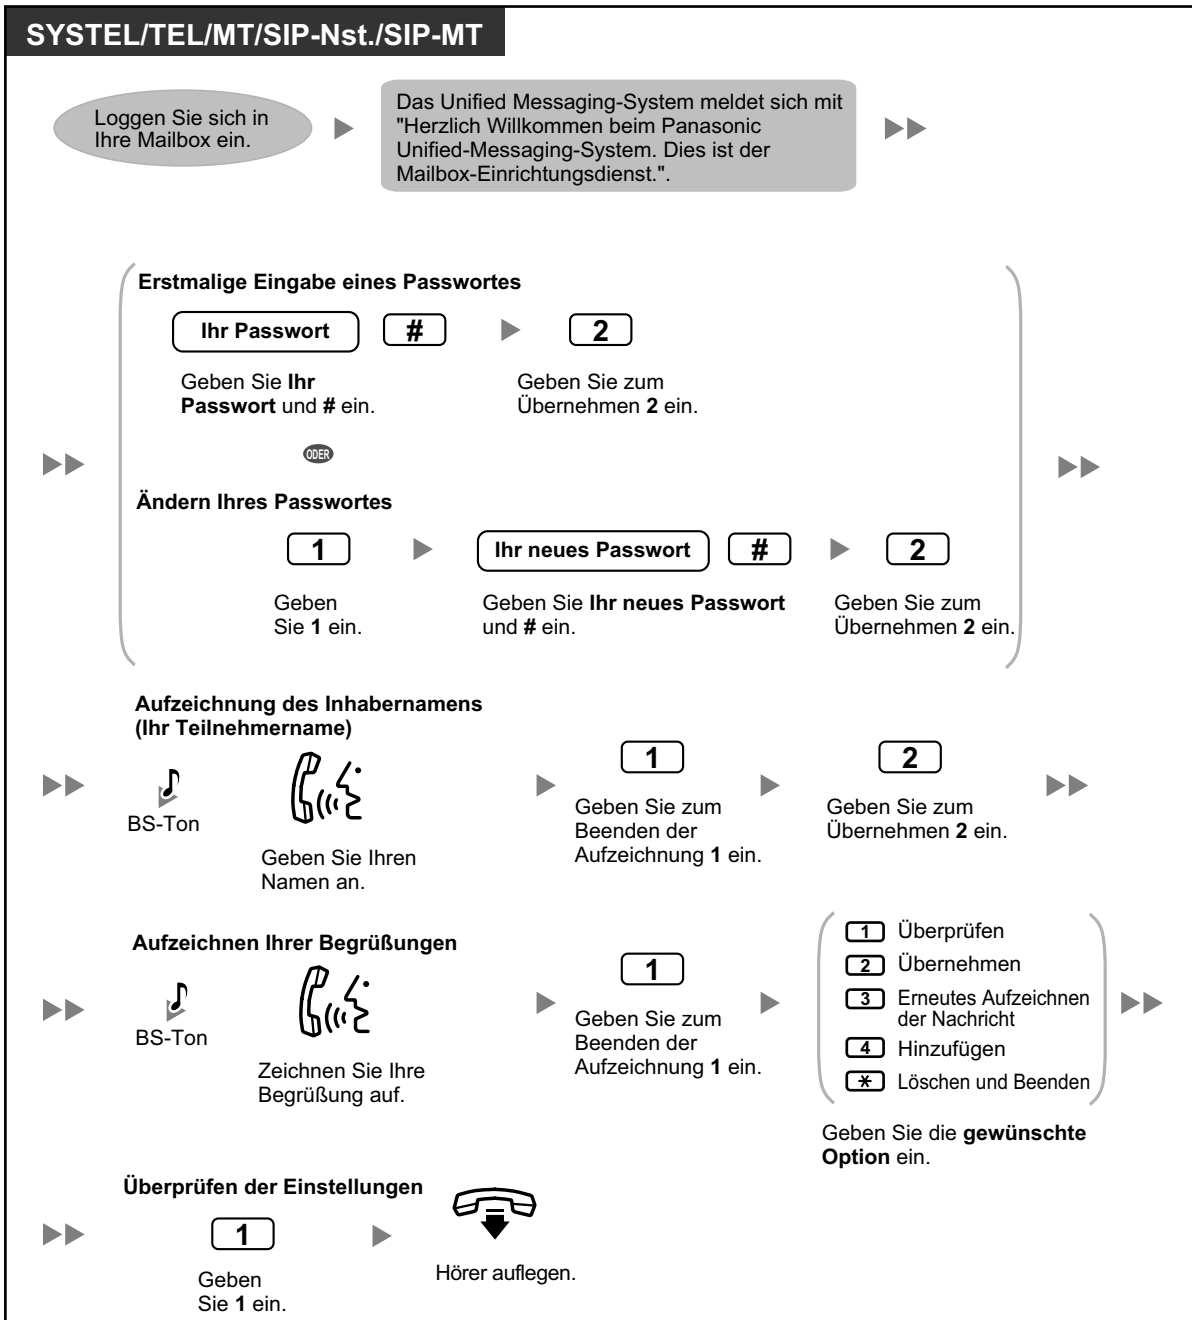 SYSTEL/TEL/MT/SIP-Nst./SIP-MT
Loggen Sie sich in
Ihre Mailbox ein.
Das Unified Messaging-System meldet sich mit
"Herzlich Willkommen beim Panasonic
Unified-Messaging-System. Dies ist der
Mailbox-Einrichtungsdienst.".
Erstmalige Eingabe eines Passwortes
Ihr Passwort # 2
Geben Sie Ihr
Passwort und # ein.
Geben Sie zum
Übernehmen 2 ein.
ODER
Ändern Ihres Passwortes
1 Ihr neues Passwort # 2
Geben
Sie 1 ein.
Geben Sie Ihr neues Passwort
und # ein.
Geben Sie zum
Übernehmen 2 ein.
Aufzeichnung des Inhabernamens
(Ihr Teilnehmername)
BS-Ton
Geben Sie Ihren
Namen an.
1
Geben Sie zum
Beenden der
Aufzeichnung 1 ein.
2
Geben Sie zum
Übernehmen 2 ein.
Aufzeichnen Ihrer Begrüßungen
BS-Ton
Zeichnen Sie Ihre
Begrüßung auf.
1
Geben Sie zum
Beenden der
Aufzeichnung 1 ein.
1 Überprüfen
2 Übernehmen
3 Erneutes Aufzeichnen
der Nachricht
4 Hinzufügen
* Löschen und Beenden
Geben Sie die gewünschte
Option ein.
Überprüfen der Einstellungen
1
Geben
Sie 1 ein.
Hörer auflegen.